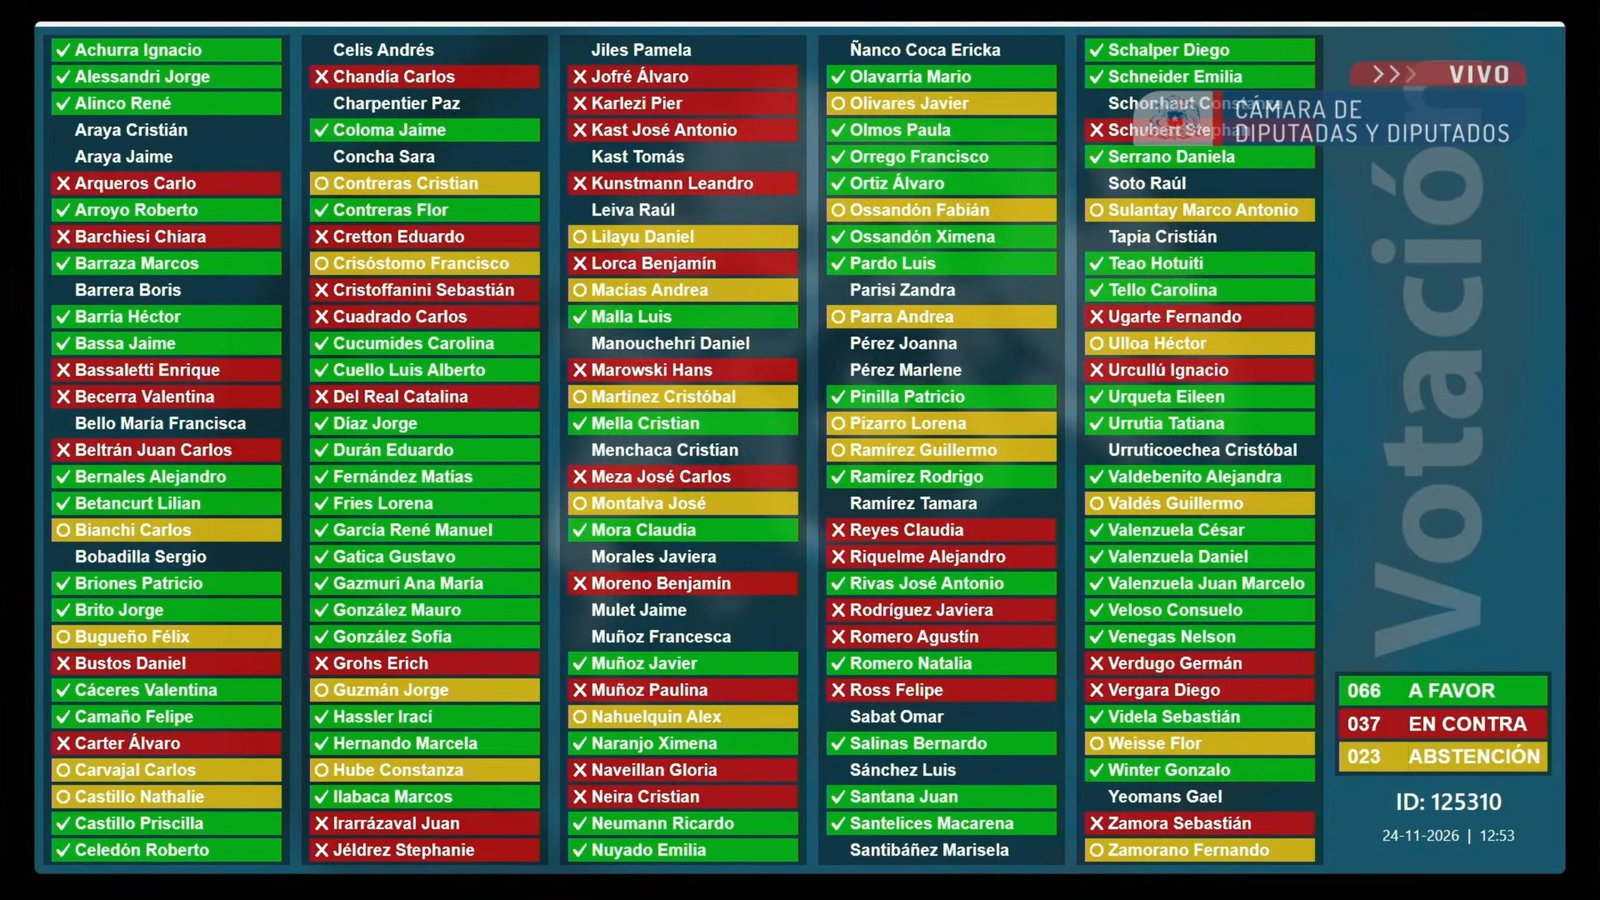 ✓ Achurra Ignacio
✓ Alessandri Jorge
✓ Alinco René
Araya Cristián
Araya Jaime
X Arqueros Carlo
✓ Arroyo Roberto
X Barchiesi Chiara
✓ Barraza Marcos
Barrera Boris
✓ Barría Héctor
✓ Bassa Jaime
X Bassaletti Enrique
X Becerra Valentina
Bello María Francisca
X Beltrán Juan Carlos
✓ Bernales Alejandro
✓ Betancurt Lilian
O Bianchi Carlos
Bobadilla Sergio
✓ Briones Patricio
✓ Brito Jorge
O Bugueño Félix
X Bustos Daniel
✓ Cáceres Valentina
✓ Camaño Felipe
X Carter Álvaro
O Carvajal Carlos
O Castillo Nathalie
✓ Castillo Priscilla
✓ Celedón Roberto
Celis Andrés
X Chandía Carlos
Charpentier Paz
✓ Coloma Jaime
Concha Sara
O Contreras Cristian
✓ Contreras Flor
X Cretton Eduardo
O Crisóstomo Francisco
X Cristoffanini Sebastián
X Cuadrado Carlos
✓ Cucumides Carolina
✓ Cuello Luis Alberto
X Del Real Catalina
✓ Díaz Jorge
✓ Durán Eduardo
✓ Fernández Matías
✓ Fries Lorena
✓ García René Manuel
✓ Gatica Gustavo
✓ Gazmuri Ana María
✓ González Mauro
✓ González Sofía
X Grohs Erich
O Guzmán Jorge
✓ Hassler Irací
✓ Hernando Marcela
O Hube Constanza
✓ Ilabaca Marcos
X Irarrázaval Juan
X Jéldrez Stephanie
Jiles Pamela
X Jofré Álvaro
X Karlezi Pier
X Kast José Antonio
Kast Tomás
X Kunstmann Leandro
Leiva Raúl
O Lilayu Daniel
X Lorca Benjamín
O Macías Andrea
✓ Malla Luis
Manouchehri Daniel
X Marowski Hans
O Martínez Cristóbal
✓ Mella Cristian
Menchaca Cristian
X Meza José Carlos
O Montalva José
✓ Mora Claudia
Morales Javiera
X Moreno Benjamín
Mulet Jaime
Muñoz Francesca
✓ Muñoz Javier
X Muñoz Paulina
O Nahuelquin Alex
✓ Naranjo Ximena
X Naveillan Gloria
X Neira Cristian
✓ Neumann Ricardo
✓ Nuyado Emilia
Ñanco Coca Ericka
✓ Olavarría Mario
O Olivares Javier
✓ Olmos Paula
✓ Orrego Francisco
✓ Ortiz Álvaro
O Ossandón Fabián
✓ Ossandón Ximena
✓ Pardo Luis
Parisi Zandra
O Parra Andrea
Pérez Joanna
Pérez Marlene
✓ Pinilla Patricio
O Pizarro Lorena
O Ramírez Guillermo
✓ Ramírez Rodrigo
Ramírez Tamara
X Reyes Claudia
X Riquelme Alejandro
✓ Rivas José Antonio
X Rodríguez Javiera
X Romero Agustín
✓ Romero Natalia
X Ross Felipe
Sabat Omar
✓ Salinas Bernardo
Sánchez Luis
✓ Santana Juan
✓ Santelices Macarena
Santibáñez Marisela
✓ Schalper Diego
✓ Schneider Emilia
Schonhaut Constanza
X Schubert Stephan
✓ Serrano Daniela
Soto Raúl
O Sulantay Marco Antonio
Tapia Cristián
✓ Teao Hotuiti
✓ Tello Carolina
X Ugarte Fernando
O Ulloa Héctor
X Urcullú Ignacio
✓ Urqueta Eileen
✓ Urrutia Tatiana
Urruticoechea Cristóbal
✓ Valdebenito Alejandra
O Valdés Guillermo
✓ Valenzuela César
✓ Valenzuela Daniel
✓ Valenzuela Juan Marcelo
✓ Veloso Consuelo
✓ Venegas Nelson
X Verdugo Germán
X Vergara Diego
✓ Videla Sebastián
O Weisse Flor
✓ Winter Gonzalo
Yeomans Gael
X Zamora Sebastián
O Zamorano Fernando
>>> VIVO
CÁMARA DE
DIPUTADAS Y DIPUTADOS
Votación
066 A FAVOR
037 EN CONTRA
023 ABSTENCIÓN
ID: 125310
24-11-2026 | 12:53